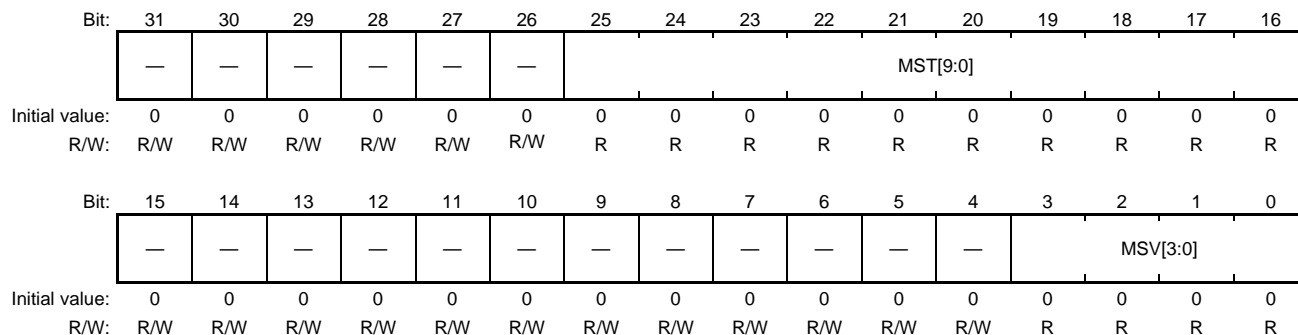 Bit: 31 30 29 28 27 26 25 24 23 22 21 20 19 18 17 16
— — — — — — MST[9:0]
Initial value: 0 0 0 0 0 0 0 0 0 0 0 0 0 0 0 0
R/W: R/W R/W R/W R/W R/W R/W R R R R R R R R R R
Bit: 15 14 13 12 11 10 9 8 7 6 5 4 3 2 1 0
— — — — — — — — — — — — MSV[3:0]
Initial value: 0 0 0 0 0 0 0 0 0 0 0 0 0 0 0 0
R/W: R/W R/W R/W R/W R/W R/W R/W R/W R/W R/W R/W R/W R R R R